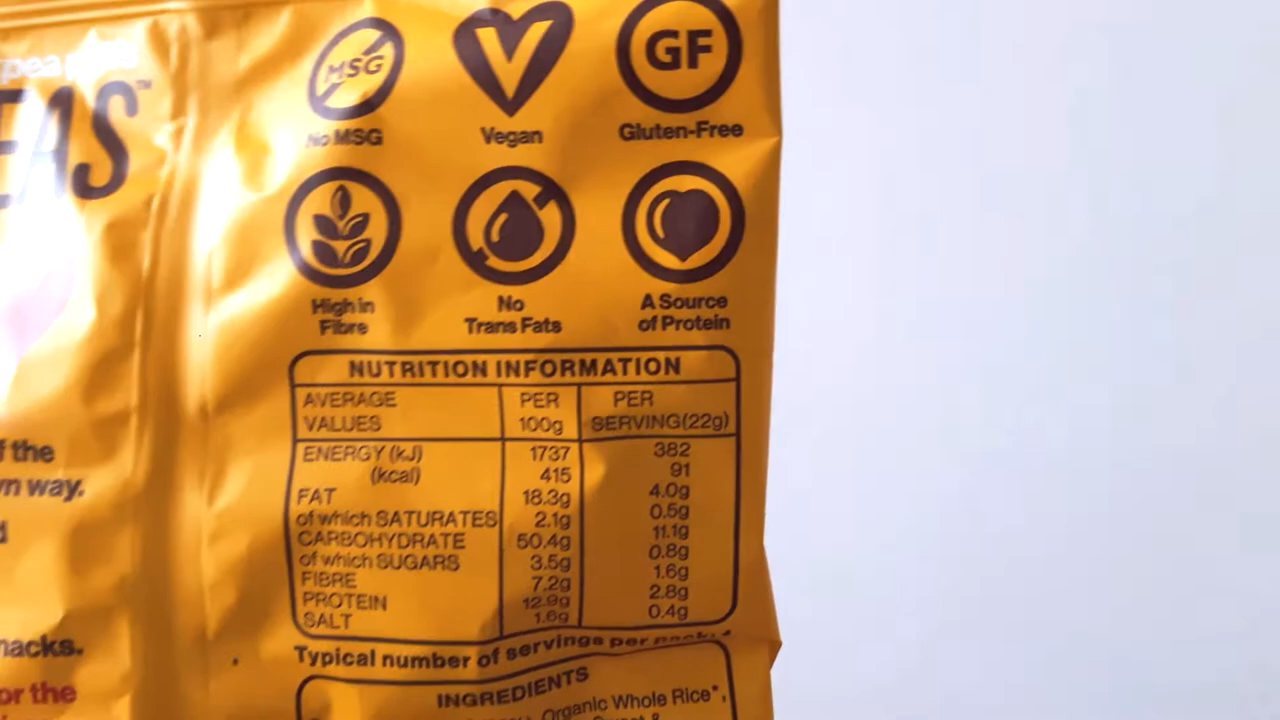 EAS™
MSG
No MSG
V
Vegan
GF
Gluten-Free
High in
Fibre
No
Trans Fats
A Source
of Protein
NUTRITION INFORMATION
AVERAGE VALUES PER 100g PER SERVING(22g)
ENERGY (kJ) 1737 382
(kcal) 415 91
FAT 18.3g 4.0g
of which SATURATES 2.1g 0.5g
CARBOHYDRATE 50.4g 11.1g
of which SUGARS 3.5g 0.8g
FIBRE 7.2g 1.6g
PROTEIN 12.9g 2.8g
SALT 1.6g 0.4g
Typical number of servings per
INGREDIENTS
Organic Whole Rice*,
f the
wn way.
nacks.
or the